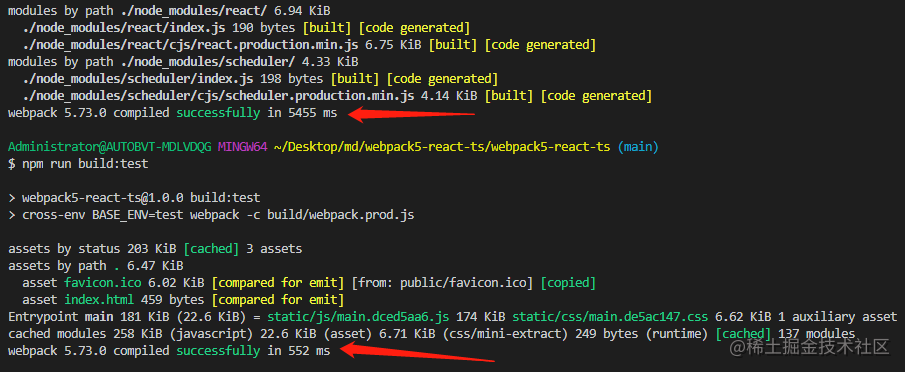 modules by path ./node_modules/react/ 6.94 KiB
./node_modules/react/index.js 190 bytes [built] [code generated]
./node_modules/react/cjs/react.production.min.js 6.75 KiB [built] [code generated]
modules by path ./node_modules/scheduler/ 4.33 KiB
./node_modules/scheduler/index.js 198 bytes [built] [code generated]
./node_modules/scheduler/cjs/scheduler.production.min.js 4.14 KiB [built] [code generated]
webpack 5.73.0 compiled successfully in 5455 ms
Administrator@AUTOBVT-MDLVDQG MINGW64 ~/Desktop/md/webpack5-react-ts/webpack5-react-ts (main)
$ npm run build:test
> webpack5-react-ts@1.0.0 build:test
> cross-env BASE_ENV=test webpack -c build/webpack.prod.js
assets by status 203 KiB [cached] 3 assets
assets by path . 6.47 KiB
asset favicon.ico 6.02 KiB [compared for emit] [from: public/favicon.ico] [copied]
asset index.html 459 bytes [compared for emit]
Entrypoint main 181 KiB (22.6 KiB) = static/js/main.dced5aa6.js 174 KiB static/css/main.de5ac147.css 6.62 KiB 1 auxiliary asset
cached modules 258 KiB (javascript) 22.6 KiB (asset) 6.71 KiB (css/mini-extract) 249 bytes (runtime) [cached] 137 modules
webpack 5.73.0 compiled successfully in 552 ms
@稀土掘金技术社区